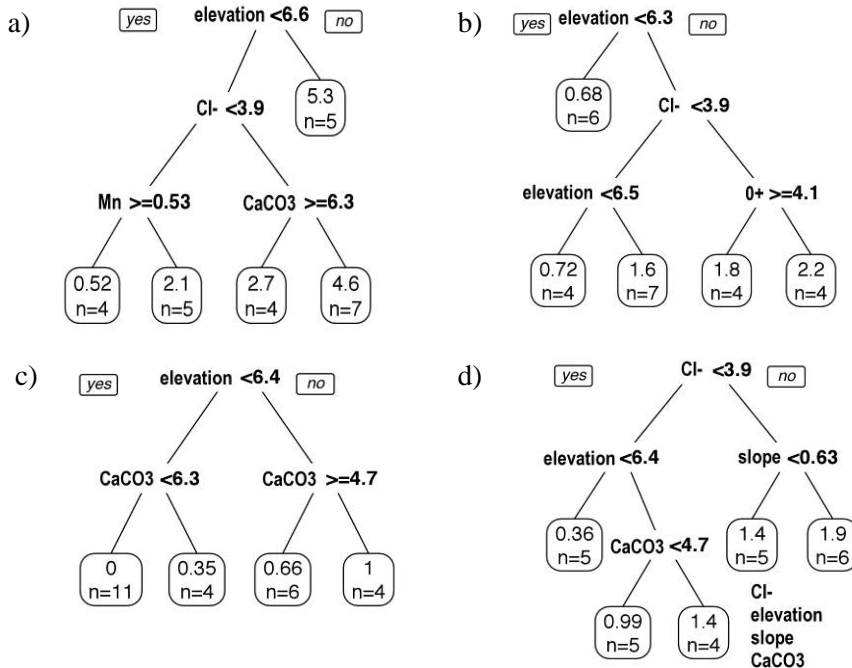 a)
yes
elevation <6.6
no
Cl- <3.9
5.3
n=5
Mn >=0.53
CaCO3 >=6.3
0.52
n=4
2.1
n=5
2.7
n=4
4.6
n=7
b)
yes
elevation <6.3
no
0.68
n=6
Cl- <3.9
elevation <6.5
0+ >=4.1
0.72
n=4
1.6
n=7
1.8
n=4
2.2
n=4
c)
yes
elevation <6.4
no
CaCO3 <6.3
CaCO3 >=4.7
0
n=11
0.35
n=4
0.66
n=6
1
n=4
d)
yes
Cl- <3.9
no
elevation <6.4
slope <0.63
0.36
n=5
CaCO3 <4.7
1.4
n=5
1.9
n=6
0.99
n=5
1.4
n=4
Cl-
elevation
slope
CaCO3